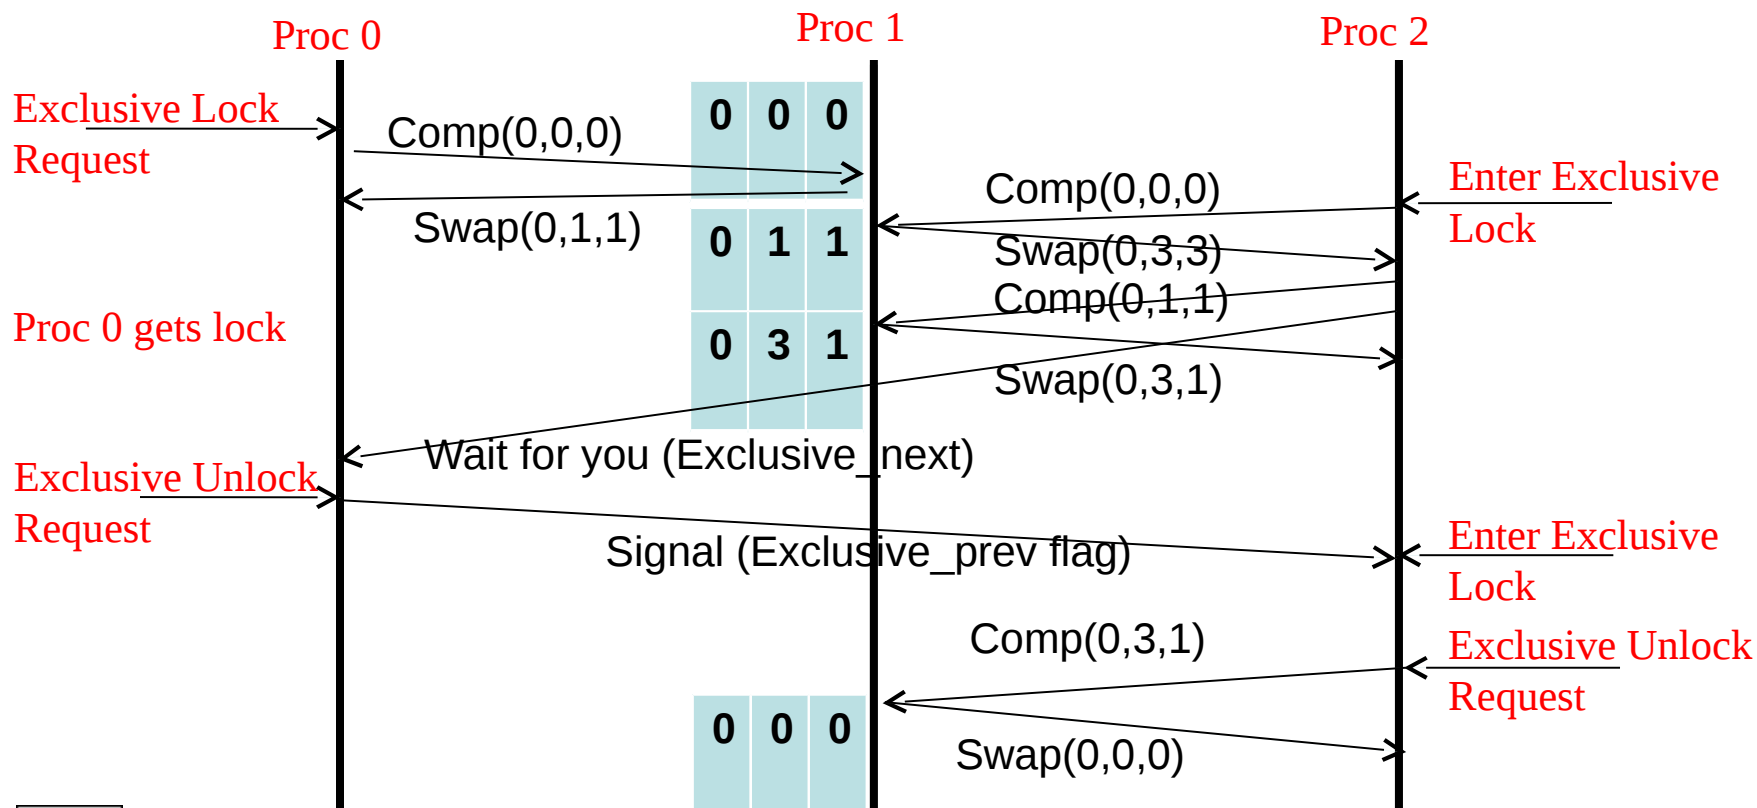 Proc 0
Proc 1
Proc 2
Exclusive Lock
Request
Comp(0,0,0)
0 0 0
Comp(0,0,0)
Enter Exclusive
Lock
Swap(0,1,1)
0 1 1
Swap(0,3,3)
Comp(0,1,1)
Proc 0 gets lock
0 3 1
Swap(0,3,1)
Wait for you (Exclusive_next)
Exclusive Unlock
Request
Signal (Exclusive_prev flag)
Enter Exclusive
Lock
Comp(0,3,1)
Exclusive Unlock
Request
0 0 0
Swap(0,0,0)